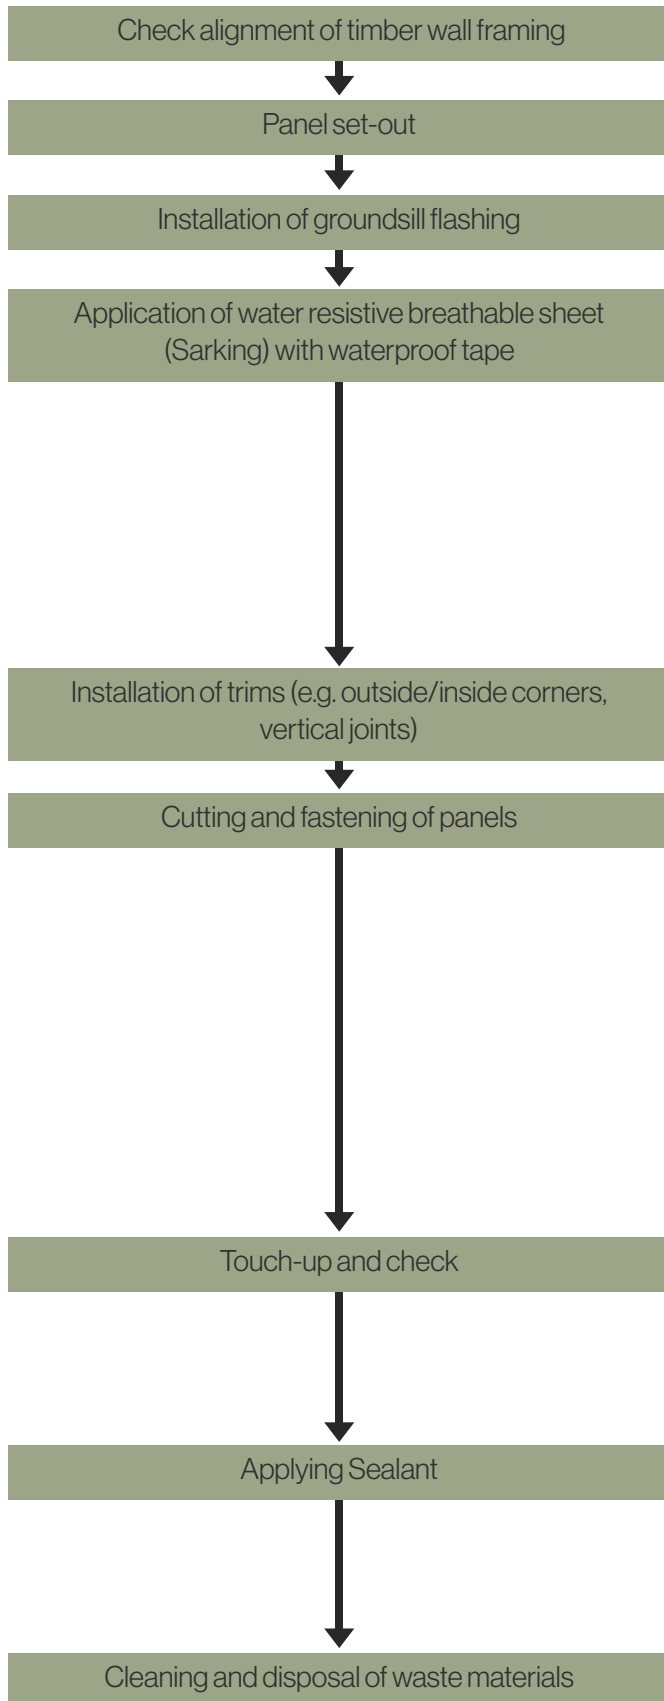 Check alignment of timber wall framing
Panel set-out
Installation of groundsill flashing
Application of water resistive breathable sheet
(Sarking) with waterproof tape
Installation of trims (e.g. outside/inside corners,
vertical joints)
Cutting and fastening of panels
Touch-up and check
Applying Sealant
Cleaning and disposal of waste materials